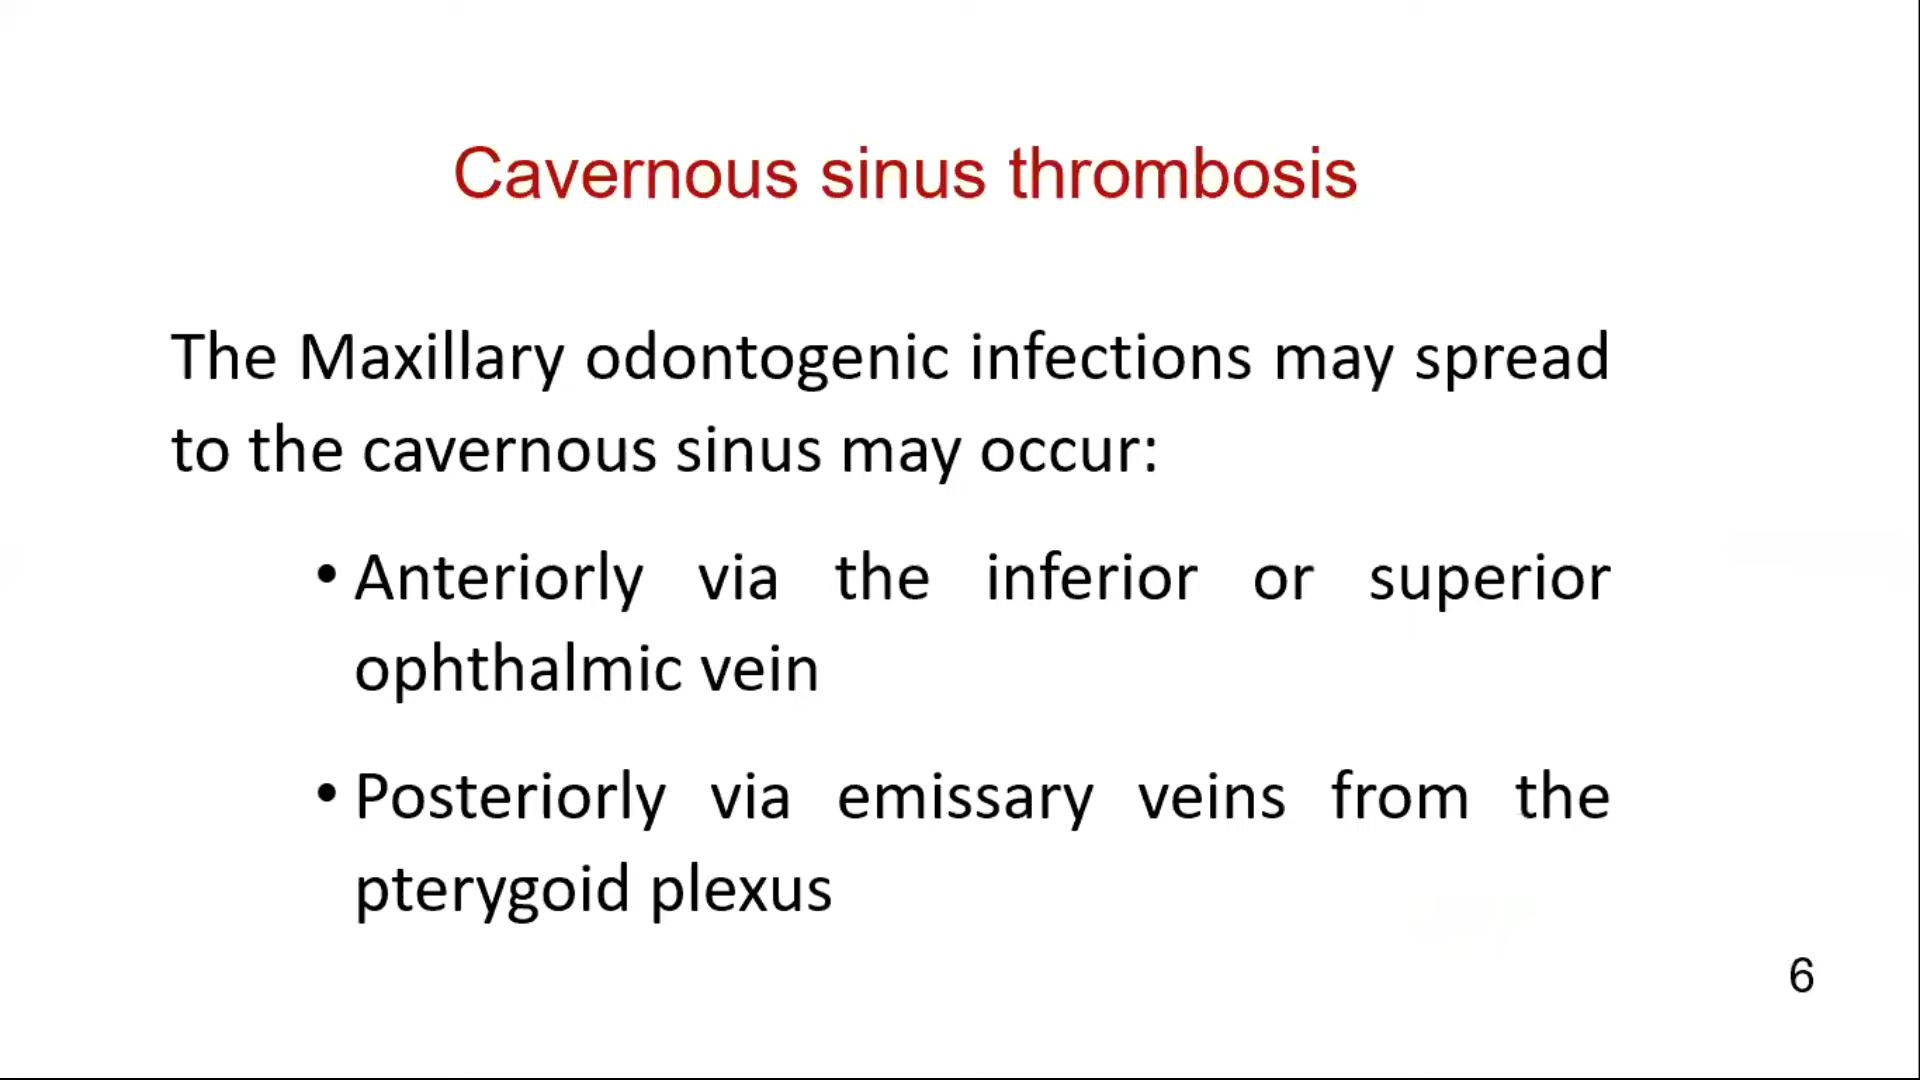 Cavernous sinus thrombosis
The Maxillary odontogenic infections may spread
to the cavernous sinus may occur:
• Anteriorly via the inferior or superior
ophthalmic vein
• Posteriorly via emissary veins from the
pterygoid plexus
6